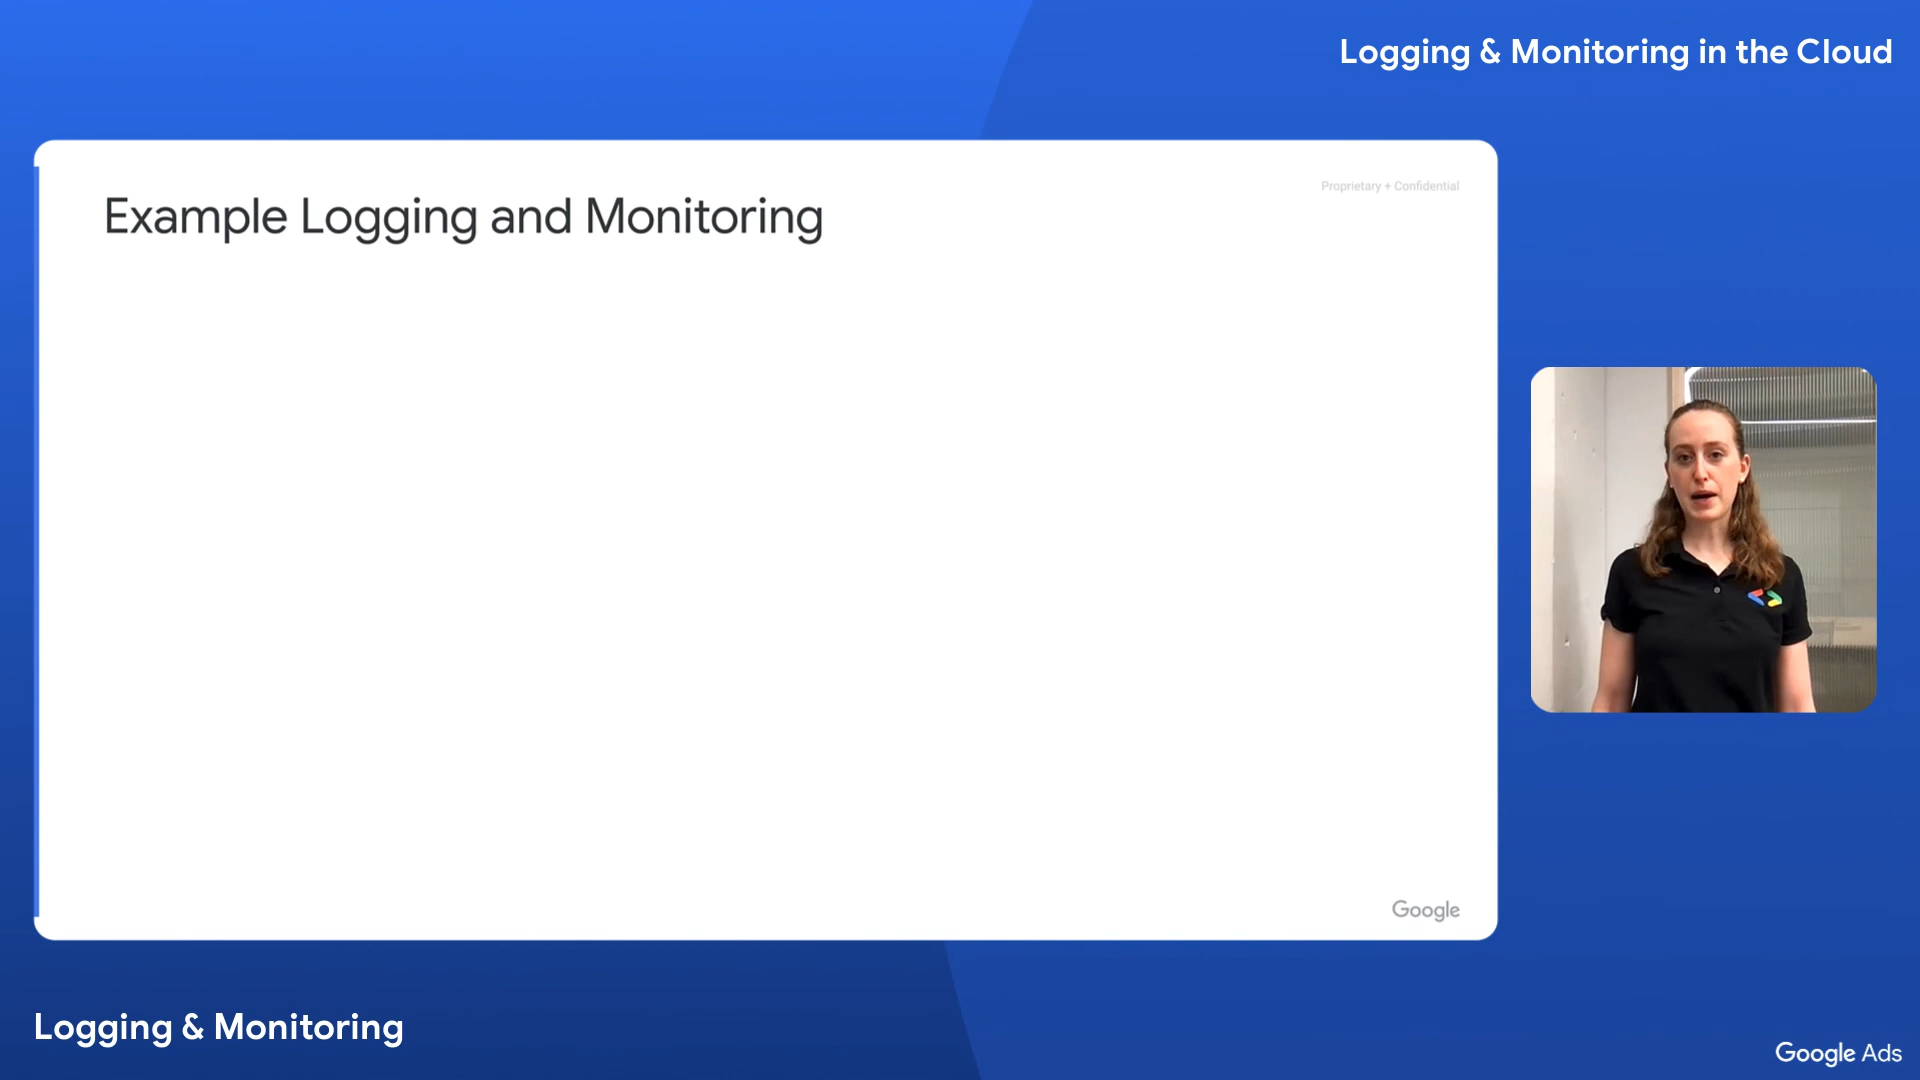 Logging & Monitoring in the Cloud
Proprietary + Confidential
Example Logging and Monitoring
Google
Logging & Monitoring
Google Ads